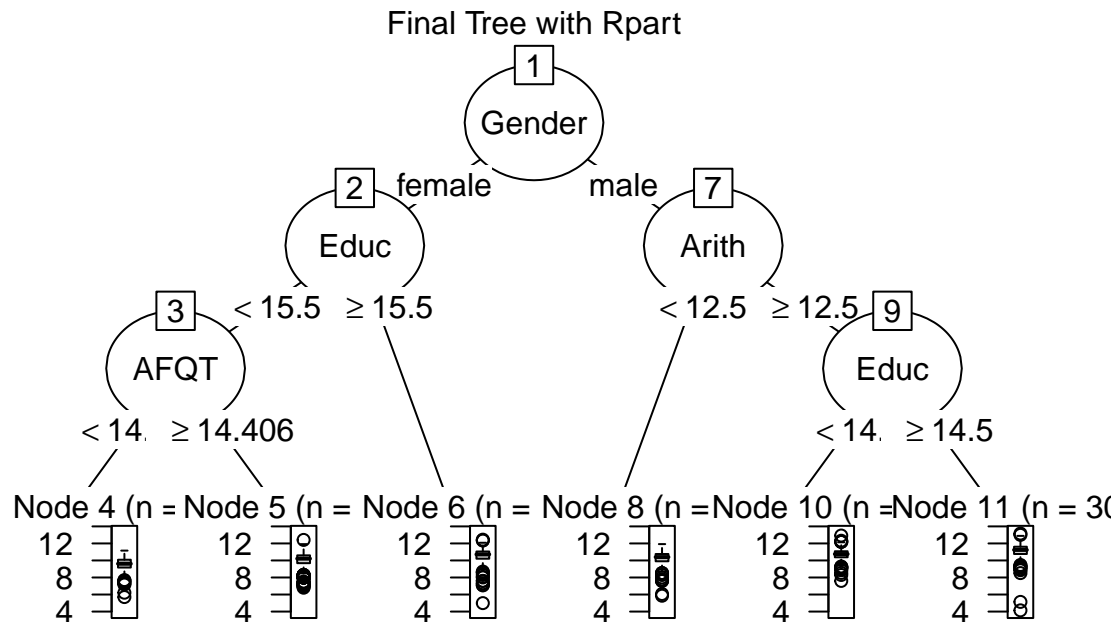 Final Tree with Rpart
1
Gender
female male
2 7
Educ Arith
< 15.5 ≥ 15.5 < 12.5 ≥ 12.5
3 9
AFQT Educ
< 14. ≥ 14.406 < 14. ≥ 14.5
Node 4 (n = Node 5 (n = Node 6 (n = Node 8 (n = Node 10 (n = Node 11 (n = 30
12 12 12 12 12 12
8 8 8 8 8 8
4 4 4 4 4 4